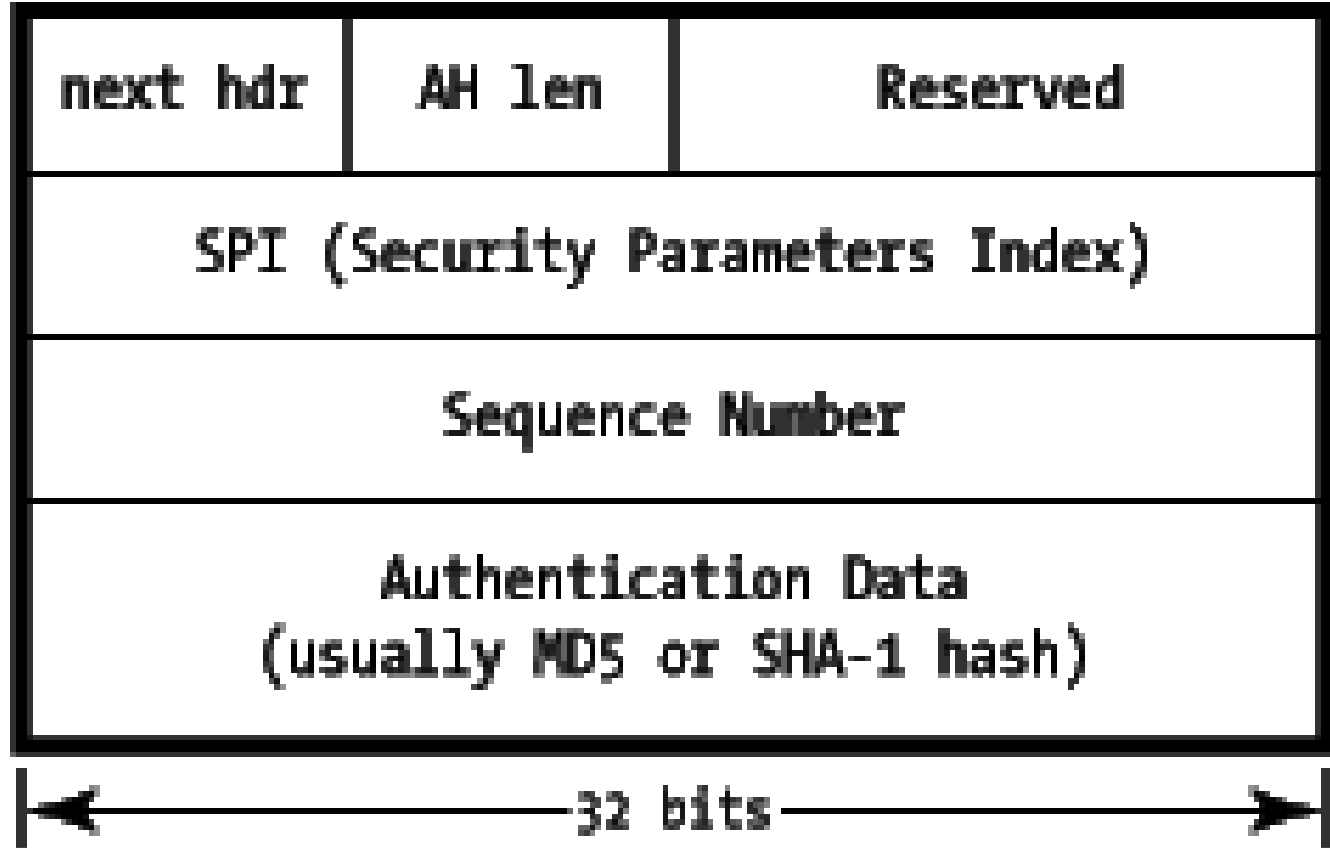 next hdr AH len Reserved
SPI (Security Parameters Index)
Sequence Number
Authentication Data
(usually MD5 or SHA-1 hash)
32 bits